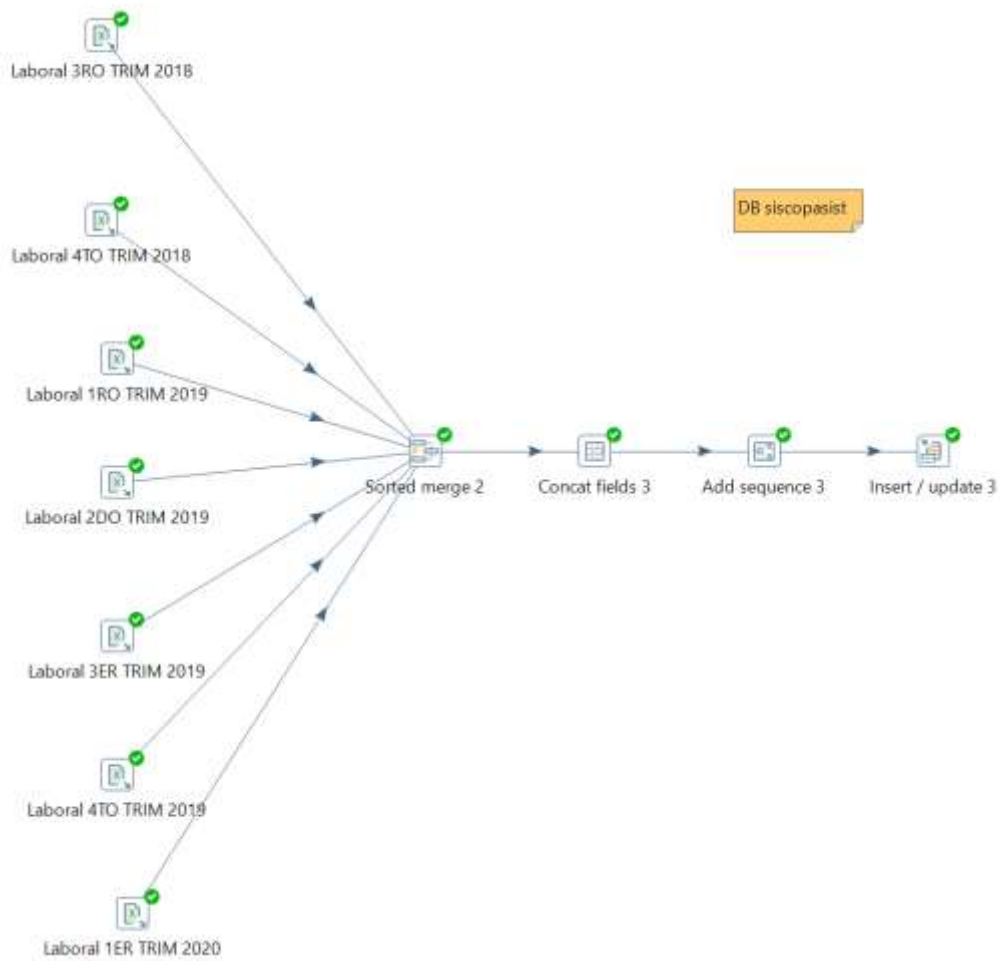 Laboral 3RO TRIM 2018
DB siscopasist
Laboral 4TO TRIM 2018
Laboral 1RO TRIM 2019
Sorted merge 2
Concat fields 3
Add sequence 3
Insert / update 3
Laboral 2DO TRIM 2019
Laboral 3ER TRIM 2019
Laboral 4TO TRIM 2019
Laboral 1ER TRIM 2020